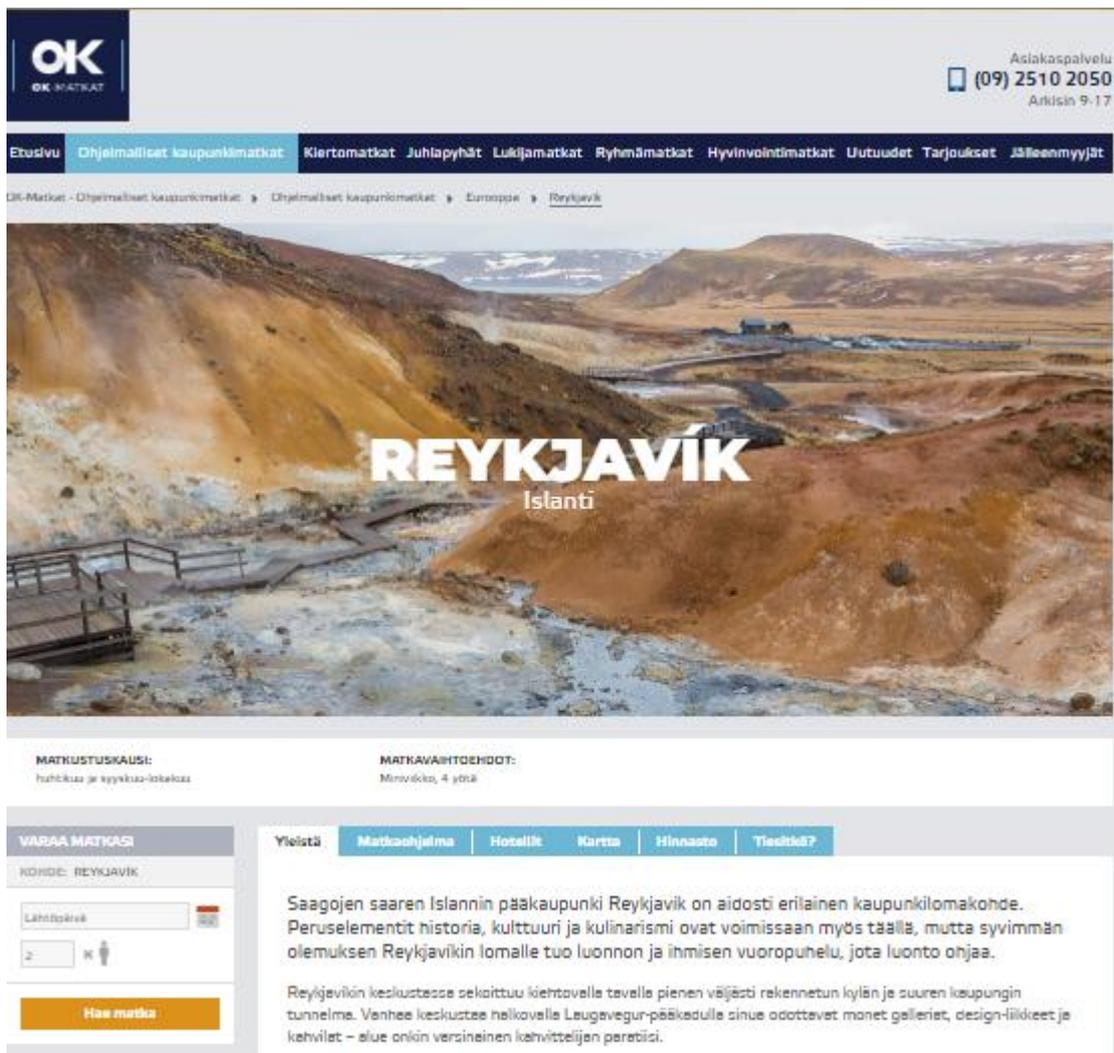 OK
OK-MATKAT
Asiakaspalvelu
(09) 2510 2050
Arkisin 9-17
Etusivu Ohjelmalliset kaupunkimatkat Kiertomatkat Juhlapyhät Lukijamatkat Ryhmämatkat Hyvinvointimatkat Uutuudet Tarjoukset Jälleenmyyjät
OK-Matkat - Ohjelmalliset kaupunkimatkat Ohjelmalliset kaupunkimatkat Eurooppa Reykjavik
REYKJAVÍK
Islanti
MATKUSTUSKAUSI: MATKAVAIHTOEHDOT:
huhtikuu ja syyskuu-lokakuu Miniviikko, 4 yötä
VARAA MATKASI Yleistä Matkaohjelma Hotellit Kartta Hinnasto Tiesitkö?
KOHDE: REYKJAVÍK
Lähtöpäivä
2 ×
Hae matka
Saagojen saaren Islannin pääkaupunki Reykjavik on aidosti erilainen kaupunkilomakohde.
Peruselementit historia, kulttuuri ja kulinarismi ovat voimissaan myös täällä, mutta syvimmän
olemuksen Reykjavikin lomalle tuo luonnon ja ihmisen vuoropuhelu, jota luonto ohjaa.
Reykjavikin keskustassa sekoittuu kiehtovalla tavalla pienen väljästi rakennetun kylän ja suuren kaupungin
tunnelma. Vanhaa keskustaa halkovalla Laugavegur-pääkadulla sinua odottavat monet galleriat, design-liikkeet ja
kahvilat – alue onkin varsinainen kahvittelijan paratiisi.